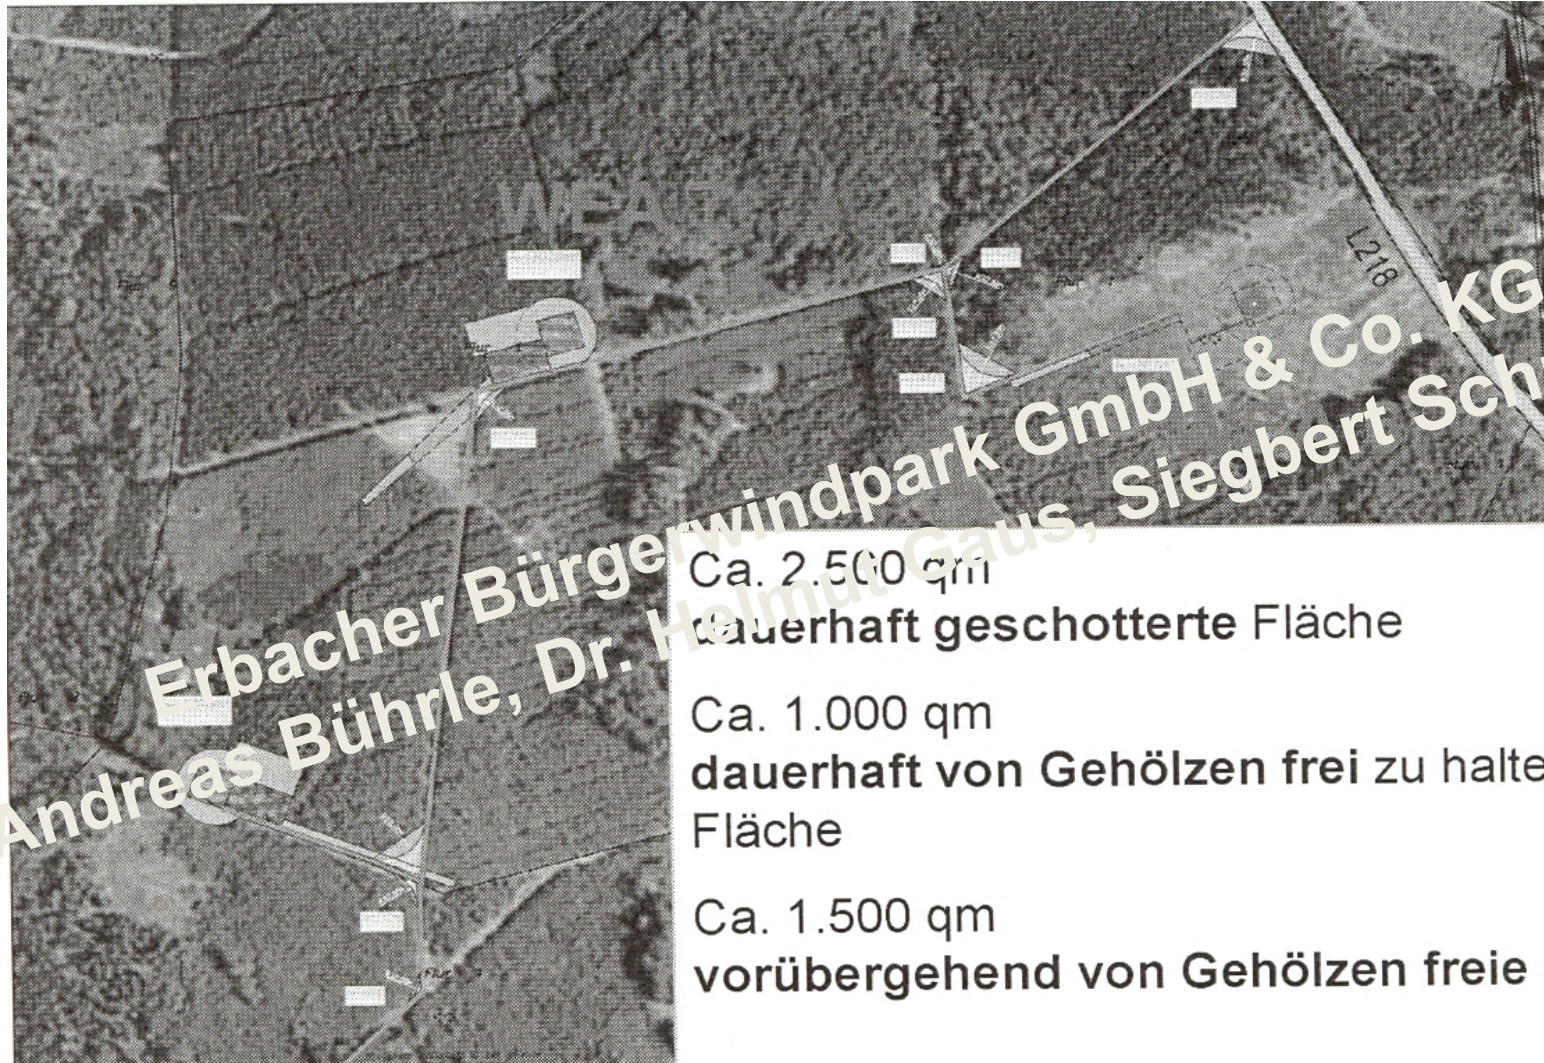 WEA
L218
Erbacher Bürgerwindpark GmbH & Co. KG
Andreas Bührle, Dr. Helmut Gaus, Siegbert Sch
Ca. 2.500 qm
dauerhaft geschotterte Fläche
Ca. 1.000 qm
dauerhaft von Gehölzen frei zu halte
Fläche
Ca. 1.500 qm
vorübergehend von Gehölzen freie